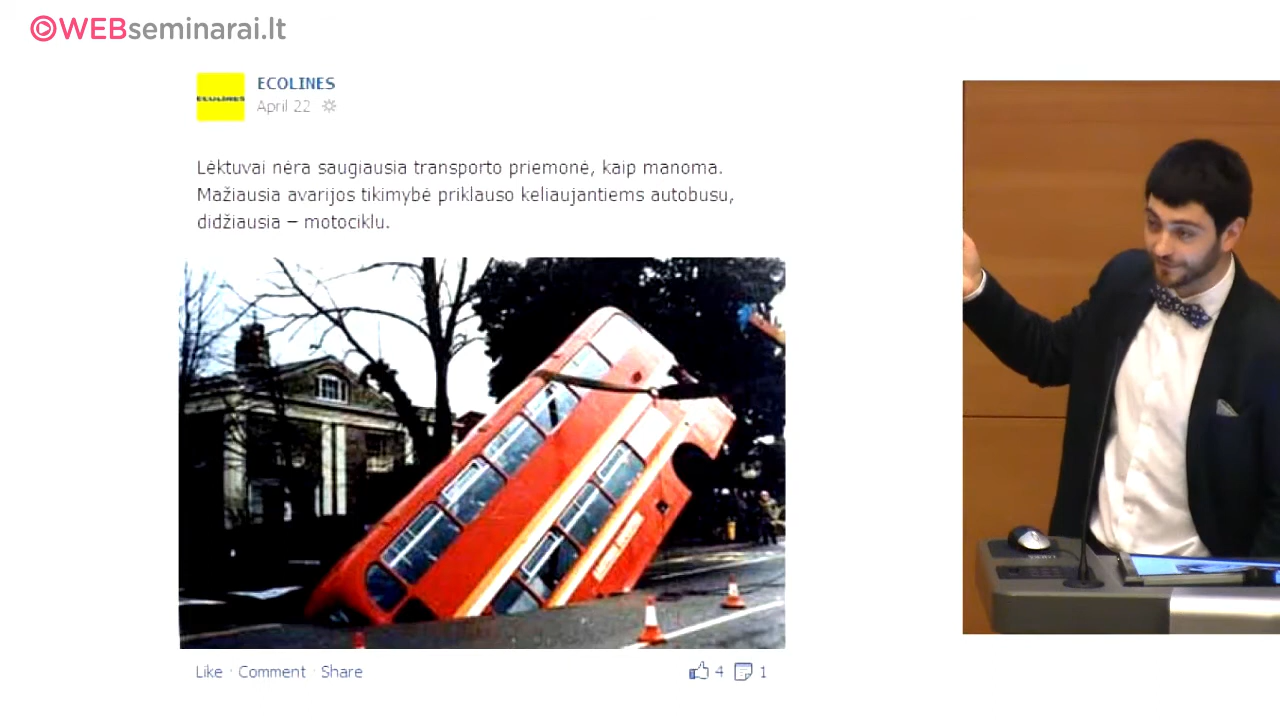 WEBseminarai.lt
ECOLINES
ECOLINES
April 22
Lėktuvai nėra saugiausia transporto priemonė, kaip manoma.
Mažiausia avarijos tikimybė priklauso keliaujantiems autobusu,
didžiausia – motociklu.
Like · Comment · Share
4
1